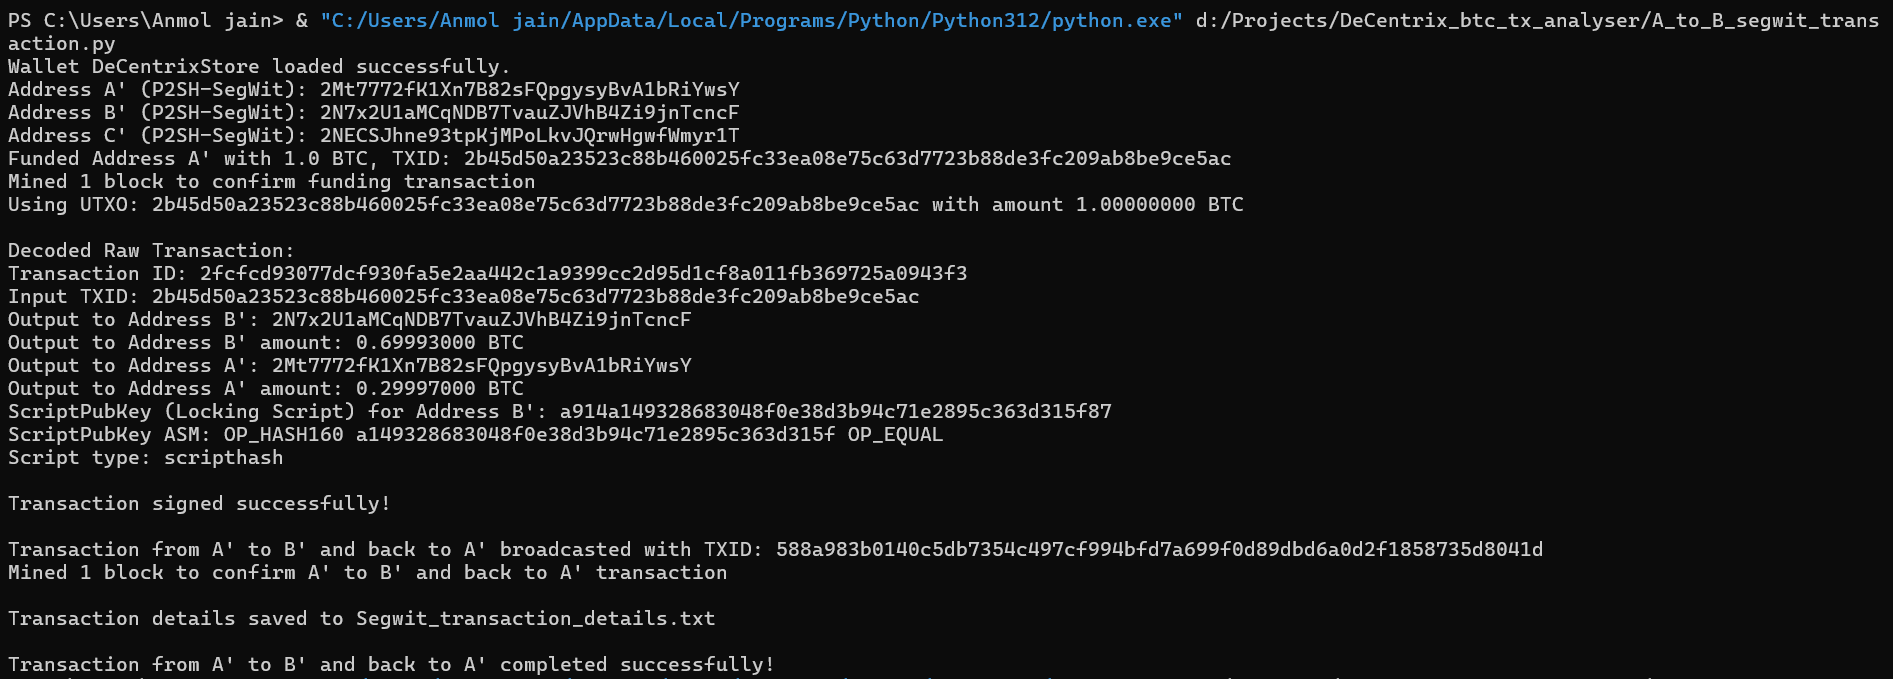 PS C:\Users\Anmol jain> & "C:/Users/Anmol jain/AppData/Local/Programs/Python/Python312/python.exe" d:/Projects/DeCentrix_btc_tx_analyser/A_to_B_segwit_trans
action.py
Wallet DeCentrixStore loaded successfully.
Address A' (P2SH-SegWit): 2Mt7772fK1Xn7B82sFQpgysyBvA1bRiYwsY
Address B' (P2SH-SegWit): 2N7x2U1aMCqNDB7TvauZJVhB4Zi9jnTcncF
Address C' (P2SH-SegWit): 2NECSJhne93tpKjMPoLkvJQrwHgwfWmyr1T
Funded Address A' with 1.0 BTC, TXID: 2b45d50a23523c88b460025fc33ea08e75c63d7723b88de3fc209ab8be9ce5ac
Mined 1 block to confirm funding transaction
Using UTXO: 2b45d50a23523c88b460025fc33ea08e75c63d7723b88de3fc209ab8be9ce5ac with amount 1.00000000 BTC
Decoded Raw Transaction:
Transaction ID: 2fcfcd93077dcf930fa5e2aa442c1a9399cc2d95d1cf8a011fb369725a0943f3
Input TXID: 2b45d50a23523c88b460025fc33ea08e75c63d7723b88de3fc209ab8be9ce5ac
Output to Address B': 2N7x2U1aMCqNDB7TvauZJVhB4Zi9jnTcncF
Output to Address B' amount: 0.69993000 BTC
Output to Address A': 2Mt7772fK1Xn7B82sFQpgysyBvA1bRiYwsY
Output to Address A' amount: 0.29997000 BTC
ScriptPubKey (Locking Script) for Address B': a914a149328683048f0e38d3b94c71e2895c363d315f87
ScriptPubKey ASM: OP_HASH160 a149328683048f0e38d3b94c71e2895c363d315f OP_EQUAL
Script type: scripthash
Transaction signed successfully!
Transaction from A' to B' and back to A' broadcasted with TXID: 588a983b0140c5db7354c497cf994bfd7a699f0d89dbd6a0d2f1858735d8041d
Mined 1 block to confirm A' to B' and back to A' transaction
Transaction details saved to Segwit_transaction_details.txt
Transaction from A' to B' and back to A' completed successfully!